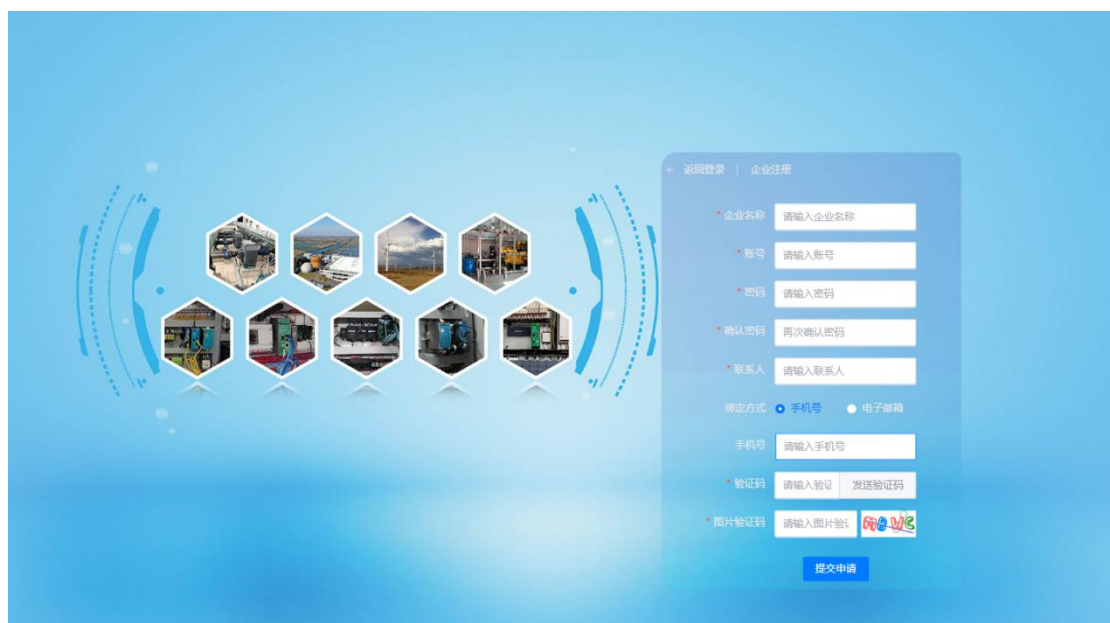 ← 返回登录 | 企业注册
* 企业名称 请输入企业名称
* 账号 请输入账号
* 密码 请输入密码
* 确认密码 再次确认密码
* 联系人 请输入联系人
绑定方式 手机号 电子邮箱
手机号 请输入手机号
* 验证码 请输入验证 发送验证码
* 图片验证码 请输入图片验证
提交申请